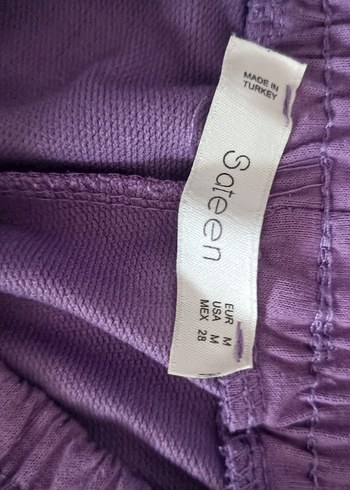 MADE IN
TURKEY
Sateen
EUR M
USA M
MEX 28